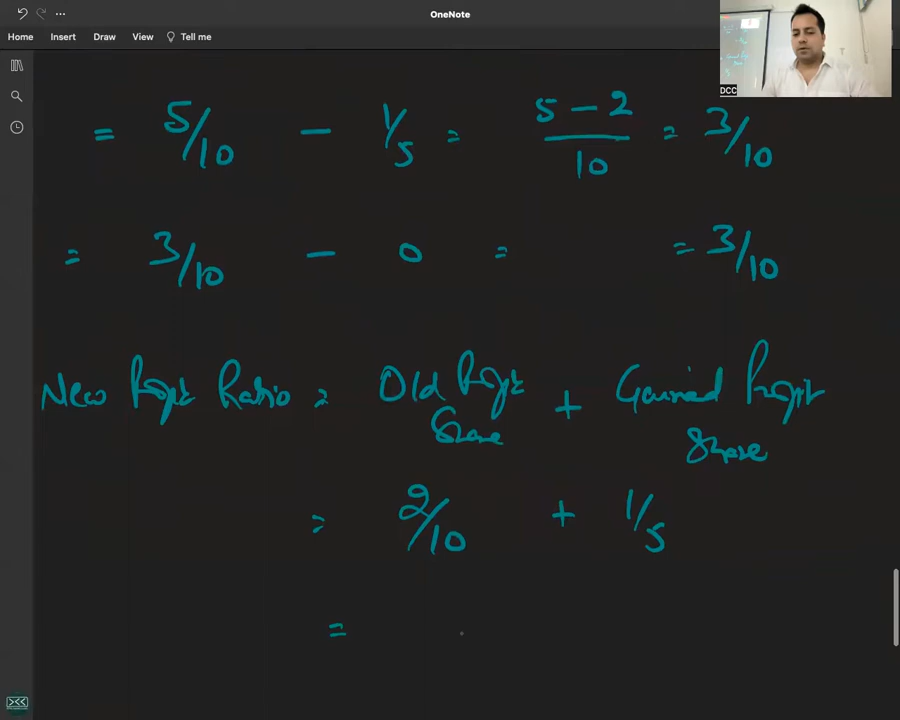 OneNote
Home Insert Draw View Tell me
DCC
= 5/10 - 1/5 = 5-2/10 = 3/10
= 3/10 - 0 = = 3/10
New Profit Ratio = Old Profit Share + Gained Profit Share
= 2/10 + 1/5
=